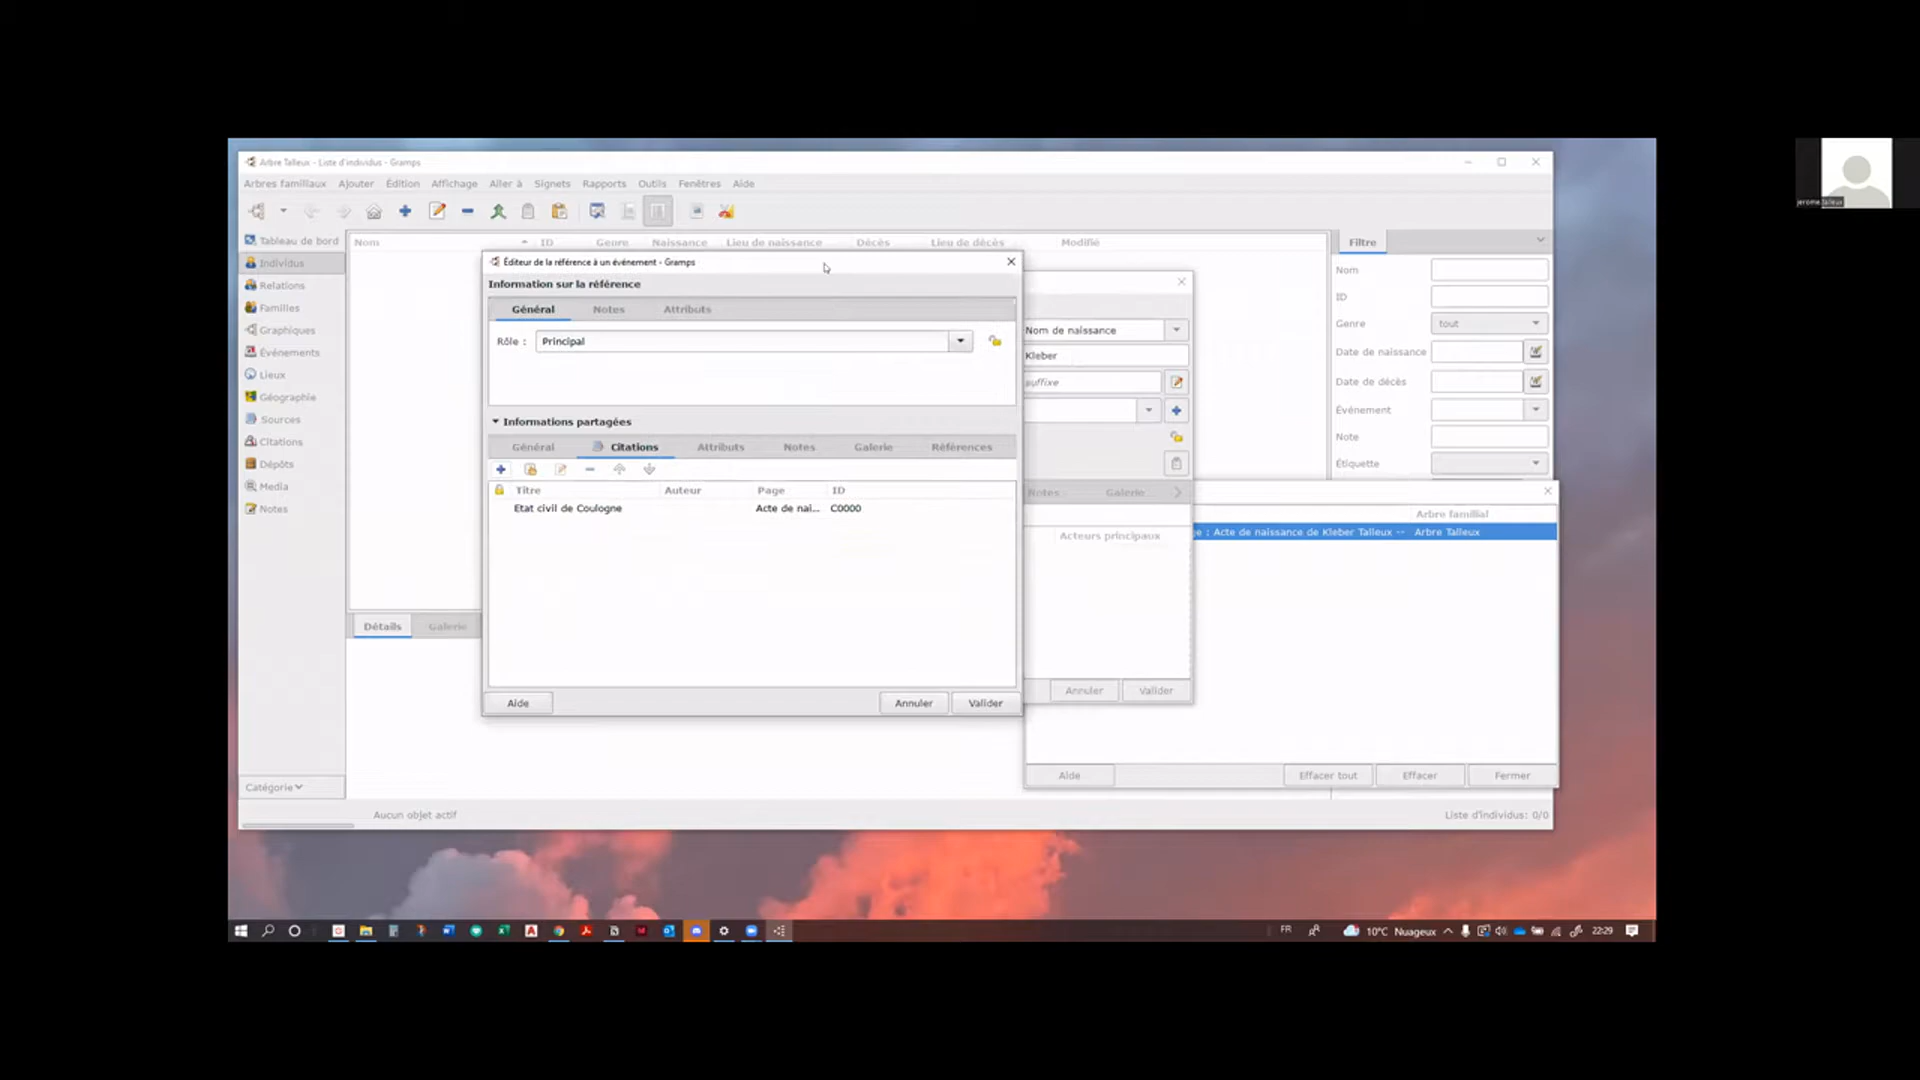 Arbre Talleux - Liste d'individus - Gramps
Arbres familiaux Ajouter Édition Affichage Aller à Signets Rapports Outils Fenêtres Aide
Tableau de bord
Individus
Relations
Familles
Graphiques
Événements
Lieux
Géographie
Sources
Citations
Dépôts
Media
Notes
Catégorie
Nom ID Genre Naissance Lieu de naissance Décès Lieu de décès Modifié
Éditeur de la référence à un événement - Gramps
Information sur la référence
Général Notes Attributs
Rôle : Principal
Informations partagées
Général Citations Attributs Notes Galerie Références
Titre Auteur Page ID
Etat civil de Coulogne Acte de nai... C0000
Aide Annuler Valider
Nom de naissance
Kleber
suffixe
Notes Galerie
Acteurs principaux
Annuler Valider
Filtre
Nom
ID
Genre tout
Date de naissance
Date de décès
Événement
Note
Étiquette
Arbre familial
e : Acte de naissance de Kleber Talleux -- Arbre Talleux
Aide Effacer tout Effacer Fermer
Détails Galerie
Aucun objet actif
Liste d'individus: 0/0
FR 10°C Nuageux 22:29
jerome.talleux